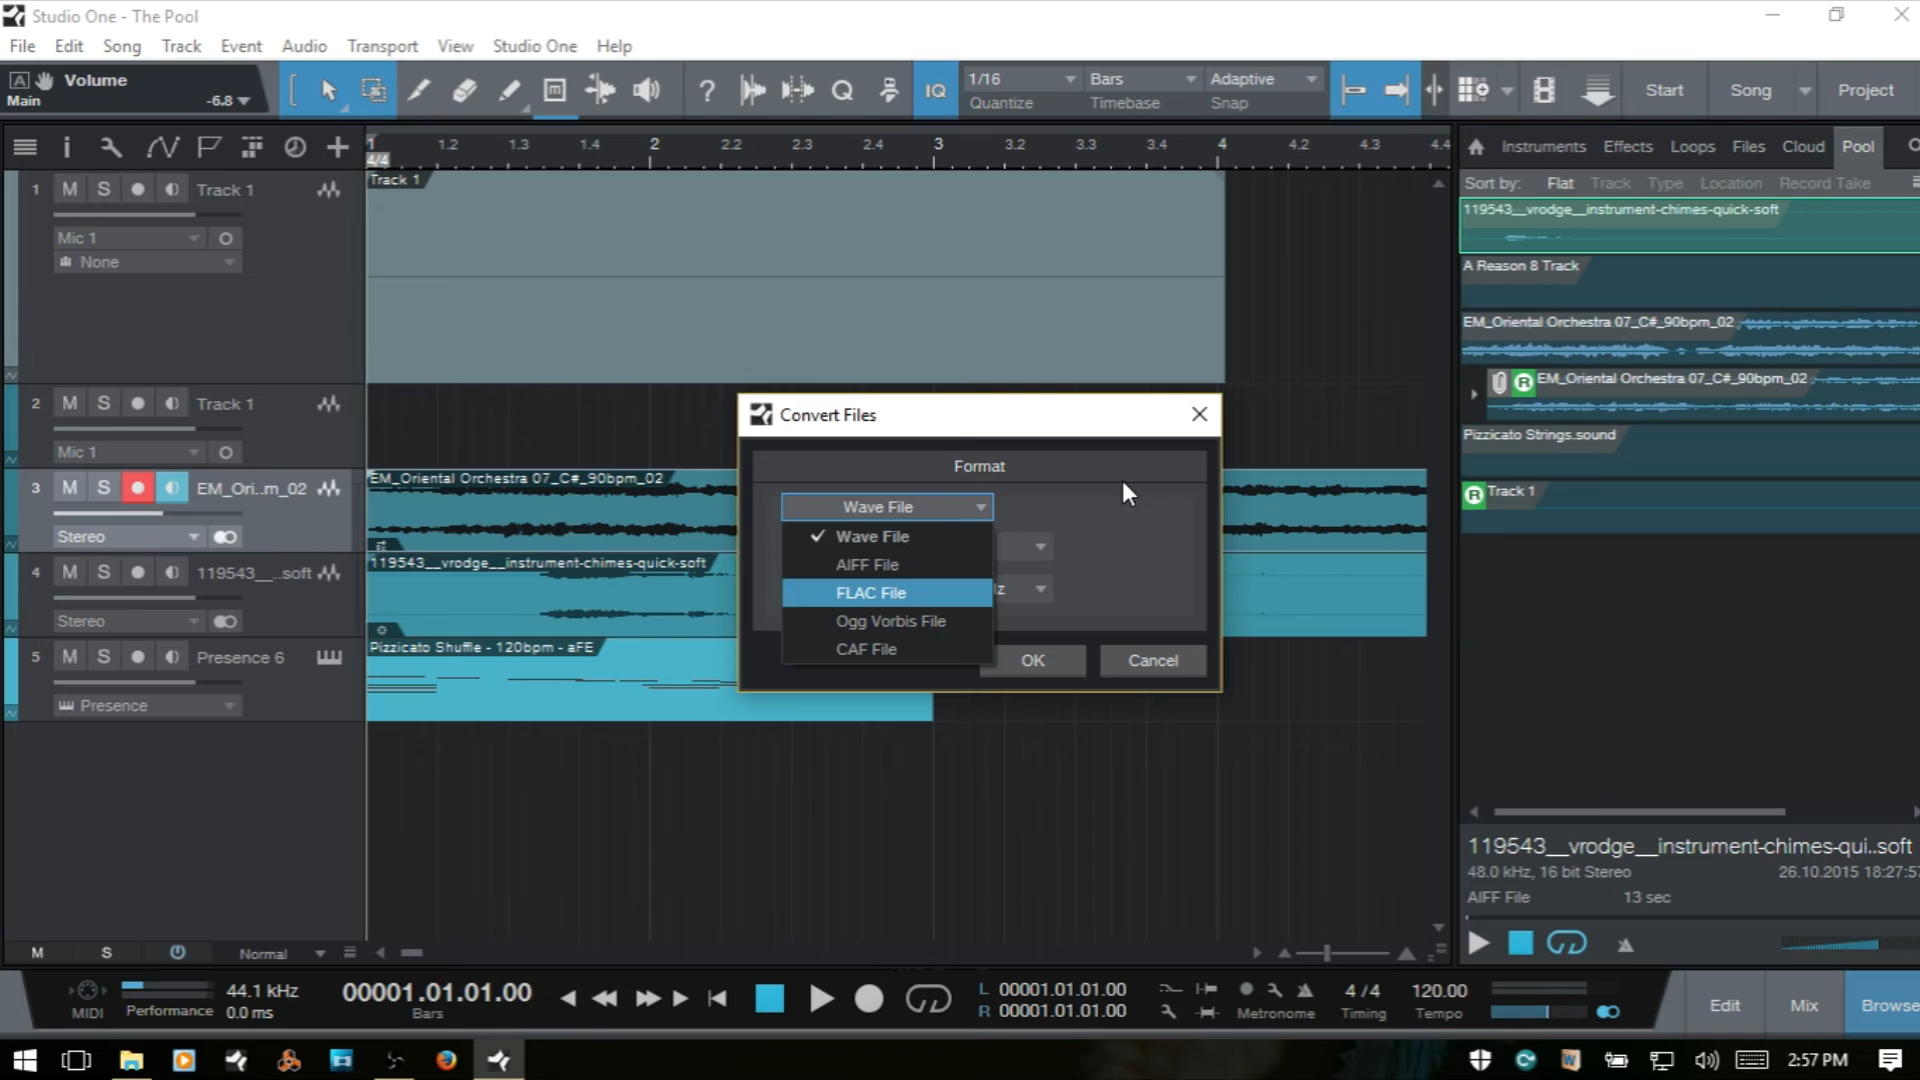 Studio One - The Pool
File Edit Song Track Event Audio Transport View Studio One Help
A Volume
Main -6.8
? Q IQ
1/16 Bars Adaptive
Quantize Timebase Snap
Start Song Project
1 1.2 1.3 1.4 2 2.2 2.3 2.4 3 3.2 3.3 3.4 4 4.2 4.3 4.4
4/4
Instruments Effects Loops Files Cloud Pool
Sort by: Flat Track Type Location Record Take
1 M S Track 1
Mic 1
None
Track 1
2 M S Track 1
Mic 1
3 M S EM_Ori..m_02
Stereo
EM_Oriental Orchestra 07_C#_90bpm_02
4 M S 119543__..soft
Stereo
119543__vrodge__instrument-chimes-quick-soft
5 M S Presence 6
Presence
Pizzicato Shuffle - 120bpm - aFE
Convert Files
Format
Wave File
Wave File
AIFF File
FLAC File
Ogg Vorbis File
CAF File
lz
OK Cancel
119543__vrodge__instrument-chimes-quick-soft
A Reason 8 Track
EM_Oriental Orchestra 07_C#_90bpm_02
R EM_Oriental Orchestra 07_C#_90bpm_02
Pizzicato Strings.sound
R Track 1
119543__vrodge__instrument-chimes-qui..soft
48.0 kHz, 16 bit Stereo 26.10.2015 18:27:57
AIFF File 13 sec
M S Normal
MIDI Performance
44.1 kHz
0.0 ms
00001.01.01.00
Bars
L 00001.01.01.00
R 00001.01.01.00
Metronome
4 / 4
Timing
120.00
Tempo
Edit Mix Browse
2:57 PM